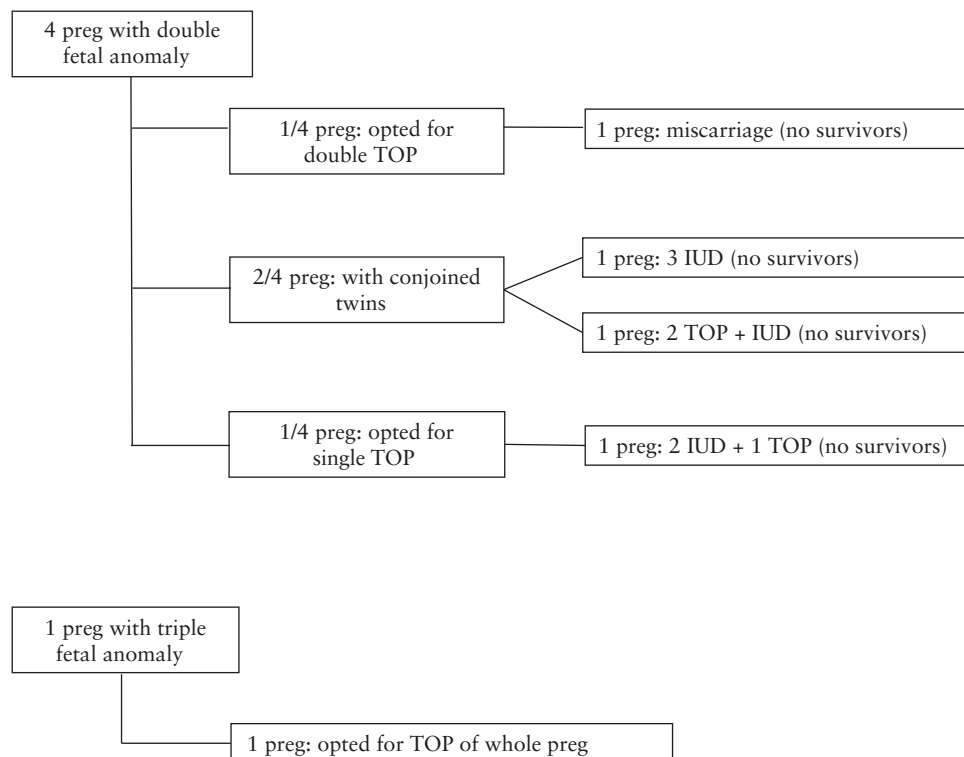 4 preg with double
fetal anomaly
1/4 preg: opted for
double TOP
1 preg: miscarriage (no survivors)
2/4 preg: with conjoined
twins
1 preg: 3 IUD (no survivors)
1 preg: 2 TOP + IUD (no survivors)
1/4 preg: opted for
single TOP
1 preg: 2 IUD + 1 TOP (no survivors)
1 preg with triple
fetal anomaly
1 preg: opted for TOP of whole preg